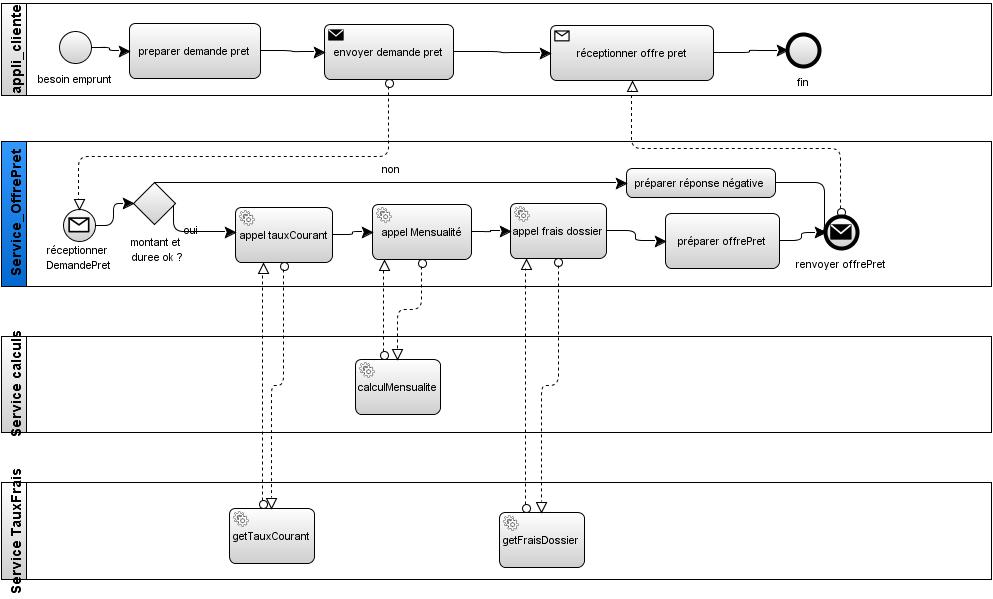 appli_cliente
besoin emprunt
preparer demande pret
envoyer demande pret
réceptionner offre pret
fin
Service_OffrePret
réceptionner
DemandePret
montant et
duree ok ?
non
oui
appel tauxCourant
appel Mensualité
appel frais dossier
préparer réponse négative
préparer offrePret
renvoyer offrePret
Service calculs
calculMensualite
Service TauxFrais
getTauxCourant
getFraisDossier